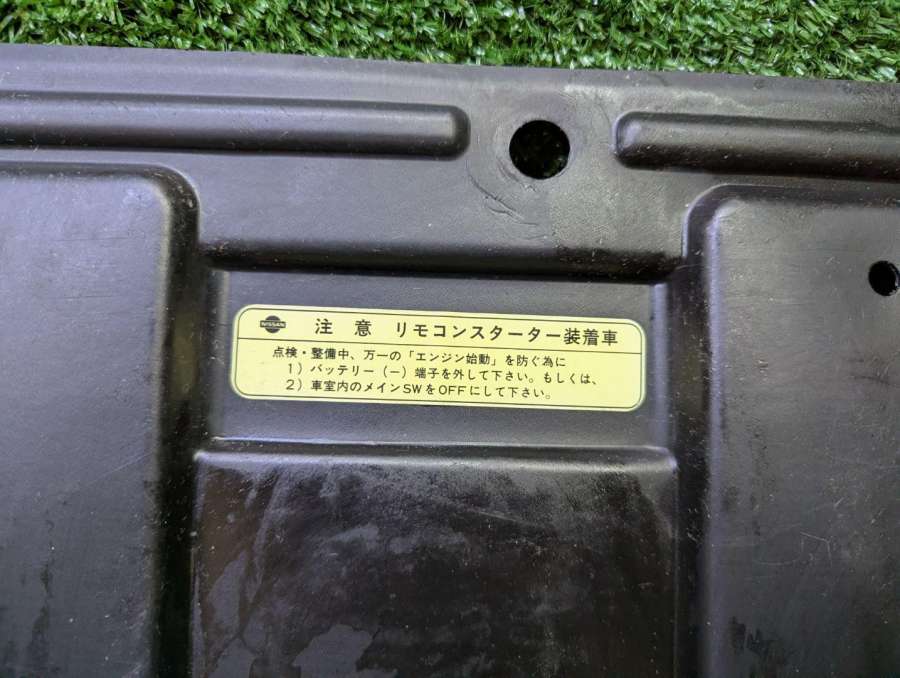 NISSAN 注 意 リモコンスターター装着車
点検・整備中、万一の「エンジン始動」を防ぐ為に
1）バッテリー（－）端子を外して下さい。もしくは、
2）車室内のメインSWをOFFにして下さい。